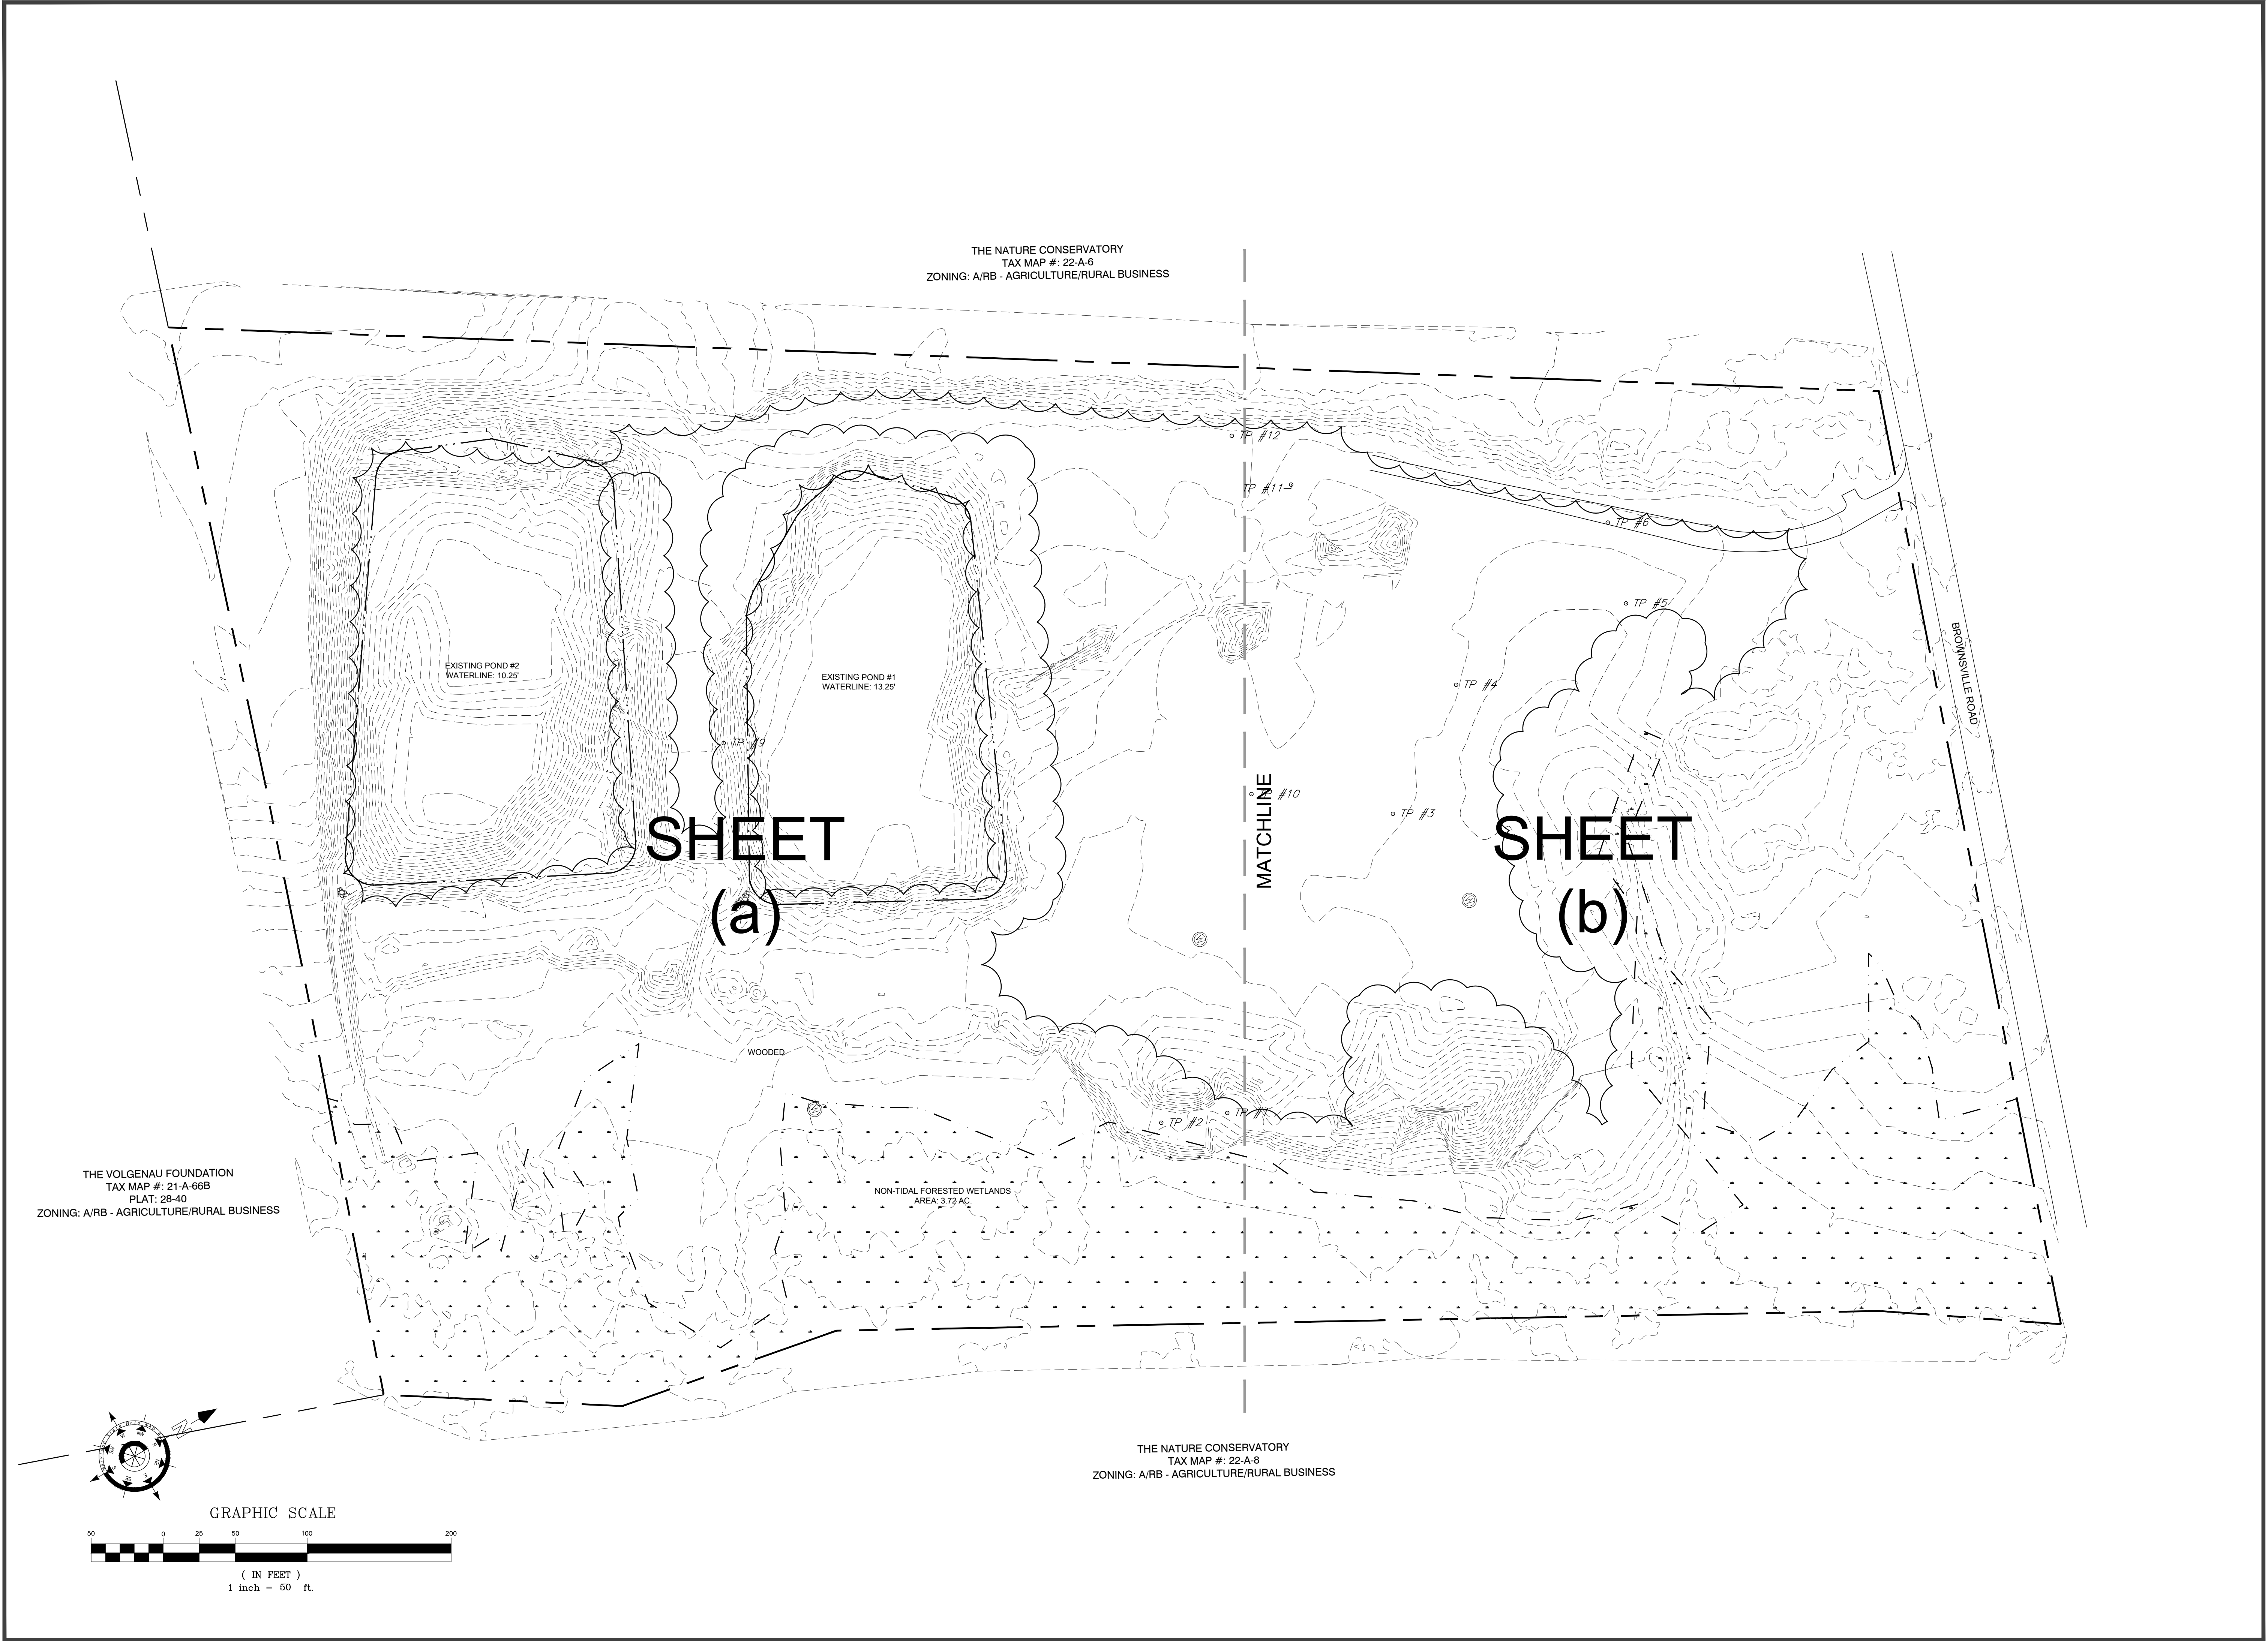 THE NATURE CONSERVATORY
TAX MAP #: 22-A-6
ZONING: A/RB - AGRICULTURE/RURAL BUSINESS
TP #12
TP #11
TP #6
TP #5
BROWNSVILLE ROAD
EXISTING POND #2
WATERLINE: 10.25'
EXISTING POND #1
WATERLINE: 13.25'
TP #4
TP #9
TP #10
MATCHLINE
TP #3
SHEET
(a)
SHEET
(b)
W
W
WOODED
W
TP #1
TP #2
THE VOLGENAU FOUNDATION
TAX MAP #: 21-A-66B
PLAT: 28-40
ZONING: A/RB - AGRICULTURE/RURAL BUSINESS
NON-TIDAL FORESTED WETLANDS
AREA: 3.72 AC.
N
THE NATURE CONSERVATORY
TAX MAP #: 22-A-8
ZONING: A/RB - AGRICULTURE/RURAL BUSINESS
GRAPHIC SCALE
50 0 25 50 100 200
( IN FEET )
1 inch = 50 ft.